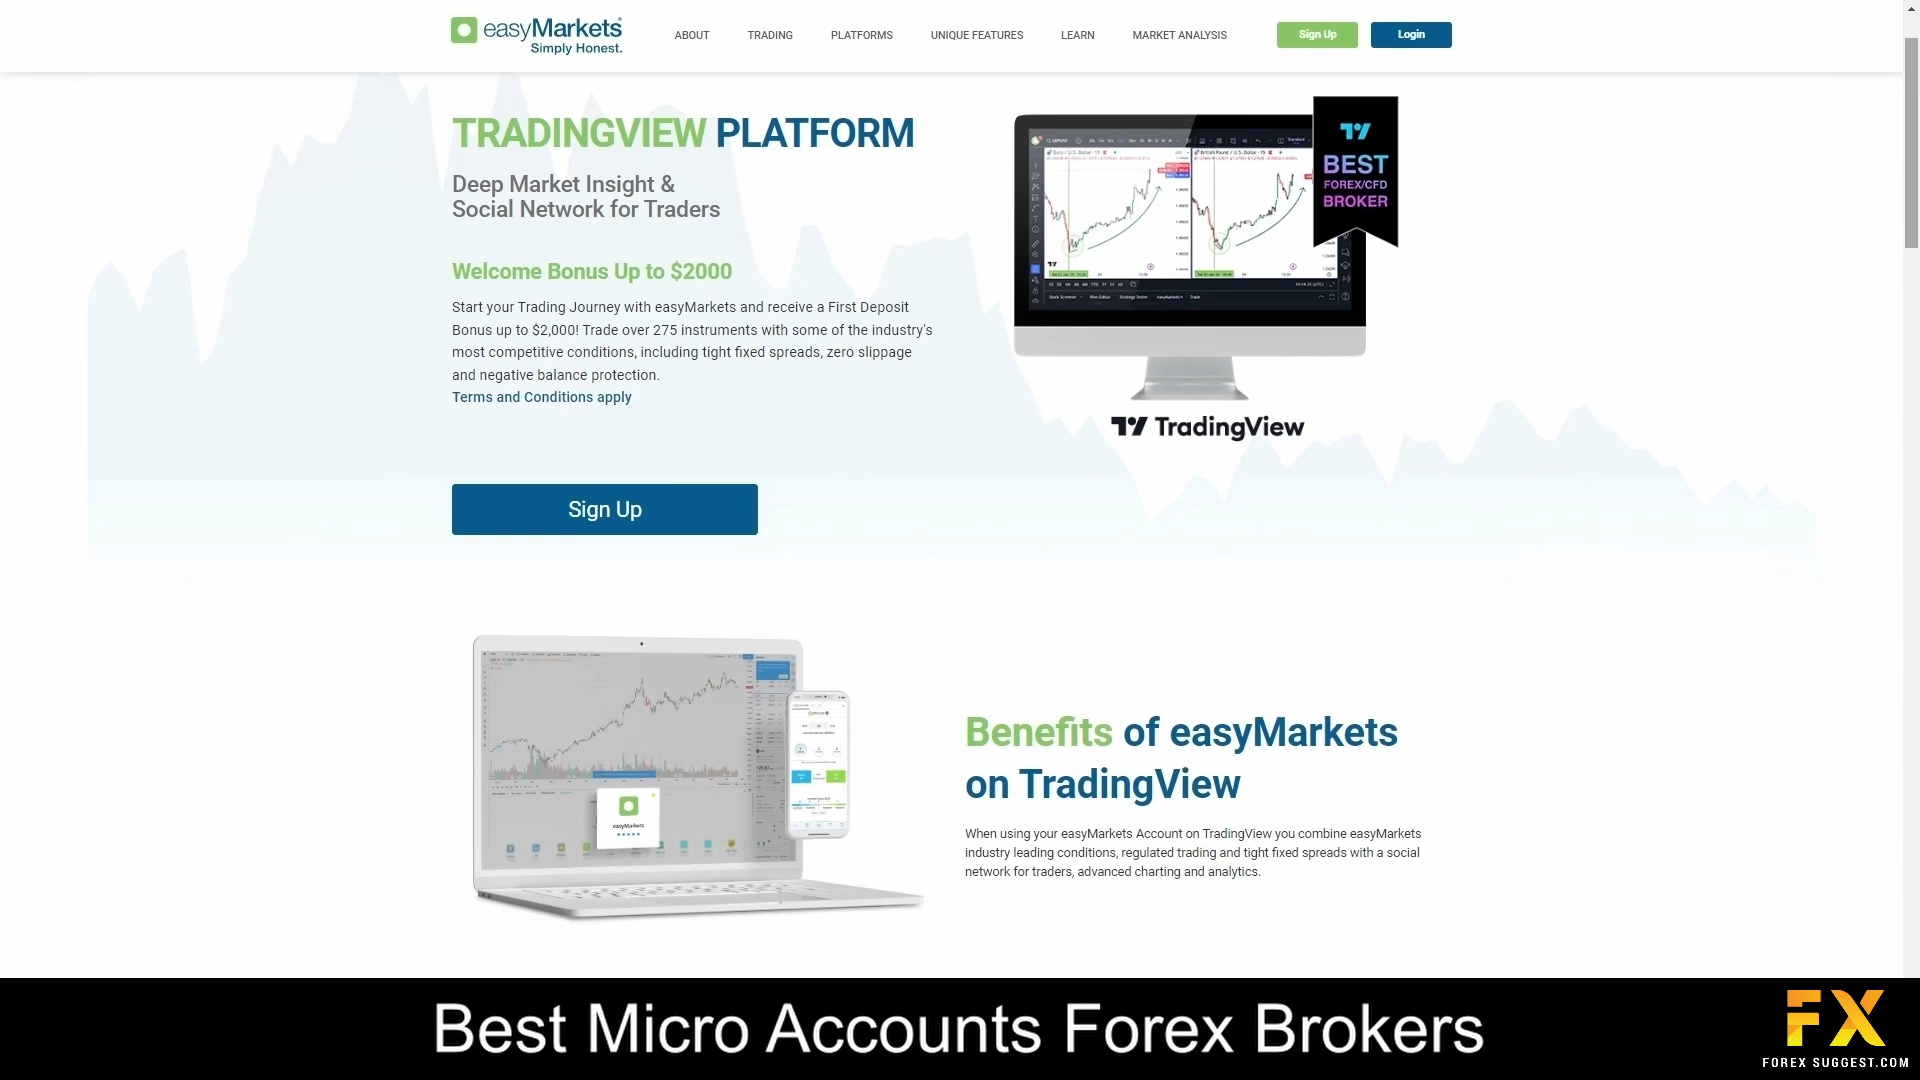 easyMarkets
Simply Honest.
ABOUT
TRADING
PLATFORMS
UNIQUE FEATURES
LEARN
MARKET ANALYSIS
Sign Up
Login
TRADINGVIEW PLATFORM
Deep Market Insight &
Social Network for Traders
Welcome Bonus Up to $2000
Start your Trading Journey with easyMarkets and receive a First Deposit
Bonus up to $2,000! Trade over 275 instruments with some of the industry's
most competitive conditions, including tight fixed spreads, zero slippage
and negative balance protection.
Terms and Conditions apply
Sign Up
BEST
FOREX/CFD
BROKER
TradingView
easyMarkets
Benefits of easyMarkets
on TradingView
When using your easyMarkets Account on TradingView you combine easyMarkets
industry leading conditions, regulated trading and tight fixed spreads with a social
network for traders, advanced charting and analytics.
Best Micro Accounts Forex Brokers
FX
FOREX SUGGEST.COM